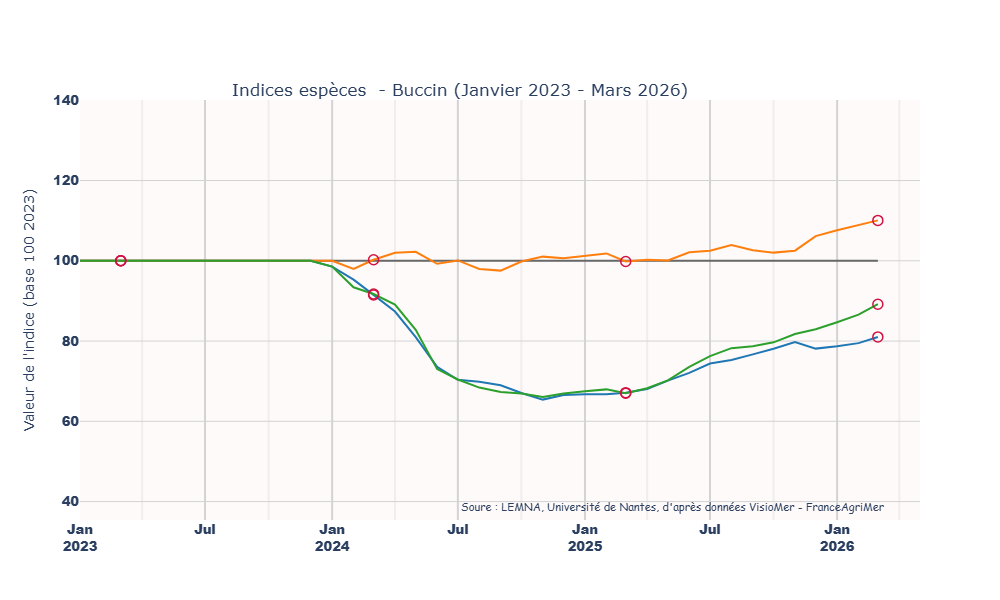 Indices espèces  - Buccin (Janvier 2023 - Mars 2026)
Valeur de l'indice (base 100 2023)
140
120
100
80
60
40
Soure : LEMNA, Université de Nantes, d'après données VisioMer - FranceAgriMer
Jan Jul Jan Jul Jan Jul Jan
2023 2024 2025 2026